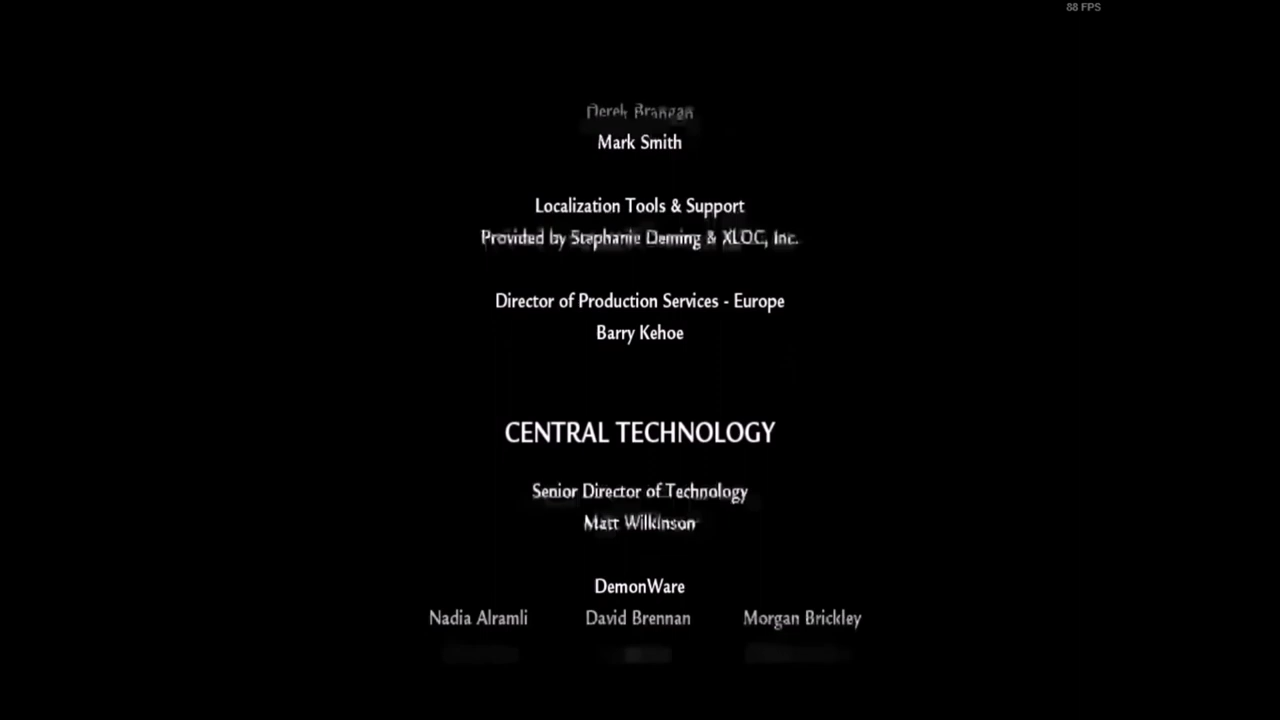 88 FPS
Derek Brangan
Mark Smith
Localization Tools & Support
Provided by Stephanie Deming & XLOC, Inc.
Director of Production Services - Europe
Barry Kehoe
CENTRAL TECHNOLOGY
Senior Director of Technology
Matt Wilkinson
DemonWare
Nadia Alramli David Brennan Morgan Brickley